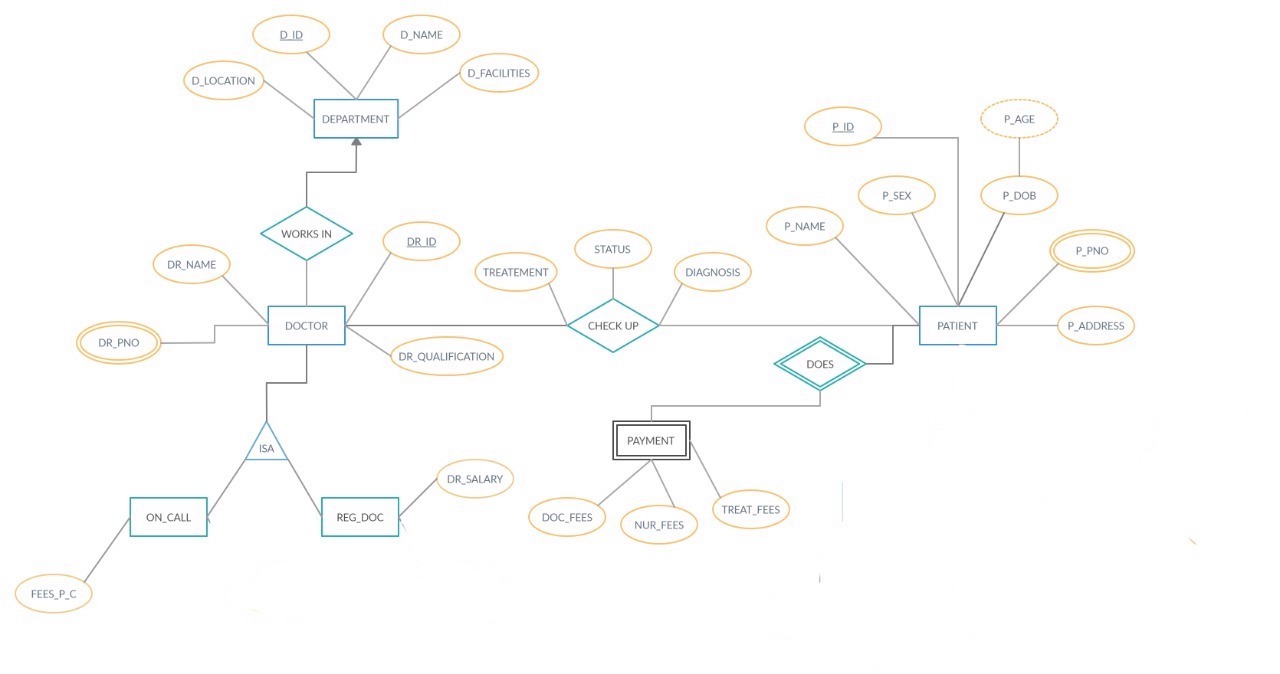 D_ID
D_NAME
D_LOCATION
D_FACILITIES
DEPARTMENT
P_ID
P_AGE
P_SEX
P_DOB
P_NAME
WORKS IN
DR_ID
STATUS
P_PNO
DR_NAME
TREATEMENT
DIAGNOSIS
DOCTOR
CHECK UP
PATIENT
P_ADDRESS
DR_PNO
DR_QUALIFICATION
DOES
ISA
PAYMENT
DR_SALARY
ON_CALL
REG_DOC
DOC_FEES
NUR_FEES
TREAT_FEES
FEES_P_C